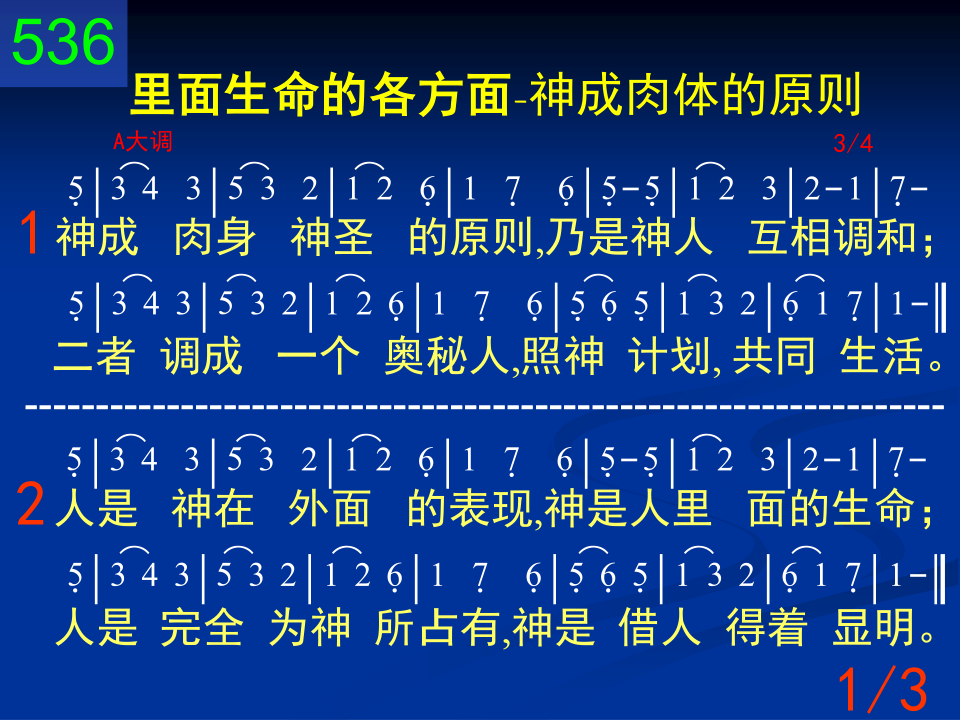 536
里面生命的各方面-神成肉体的原则
A大调 3/4
5̣|3 4 3|5 3 2|1 2 6̣|1 7̣ 6̣|5̣-5̣|1 2 3|2-1|7̣-
1 神成 肉身 神圣 的原则,乃是神人 互相调和；
5̣|3 4 3|5 3 2|1 2 6̣|1 7̣ 6̣|5̣ 6̣ 5̣|1 3 2|6̣ 1 7̣|1-‖
二者 调成 一个 奥秘人,照神 计划, 共同 生活。
-----------------------------------------------------------------
5̣|3 4 3|5 3 2|1 2 6̣|1 7̣ 6̣|5̣-5̣|1 2 3|2-1|7̣-
2 人是 神在 外面 的表现,神是人里 面的生命；
5̣|3 4 3|5 3 2|1 2 6̣|1 7̣ 6̣|5̣ 6̣ 5̣|1 3 2|6̣ 1 7̣|1-‖
人是 完全 为神 所占有,神是 借人 得着 显明。
1/3